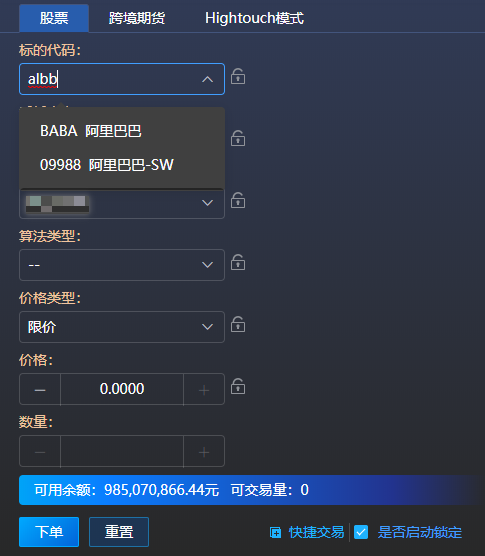 股票 跨境期货 Hightouch模式
标的代码:
albb
BABA 阿里巴巴
09988 阿里巴巴-SW
算法类型:
--
价格类型:
限价
价格:
0.0000
数量:
可用余额: 985,070,866.44元 可交易量: 0
下单 重置 快捷交易 是否启动锁定